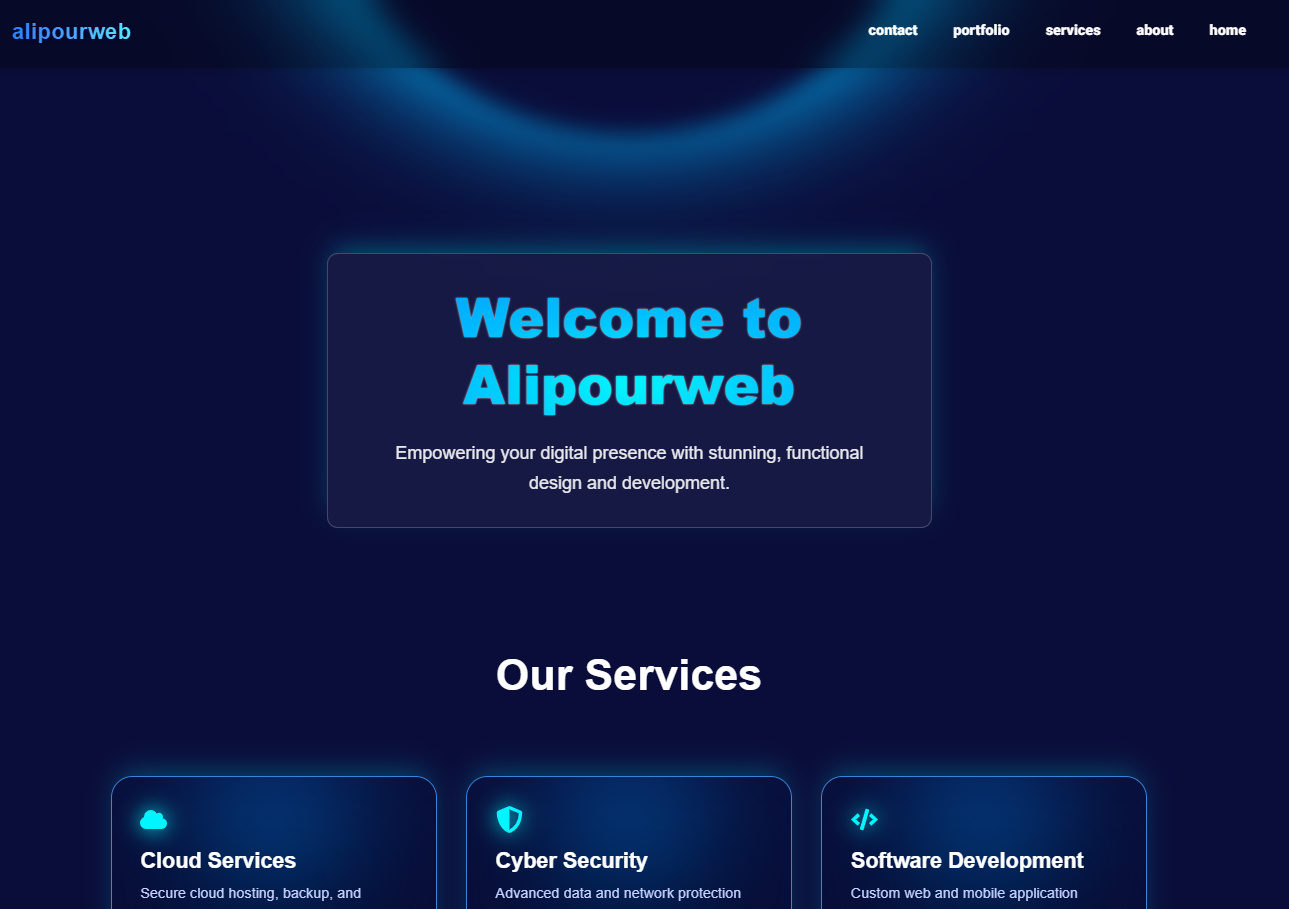 alipourweb
contact portfolio services about home
Welcome to
Alipourweb
Empowering your digital presence with stunning, functional
design and development.
Our Services
Cloud Services
Secure cloud hosting, backup, and
Cyber Security
Advanced data and network protection
Software Development
Custom web and mobile application